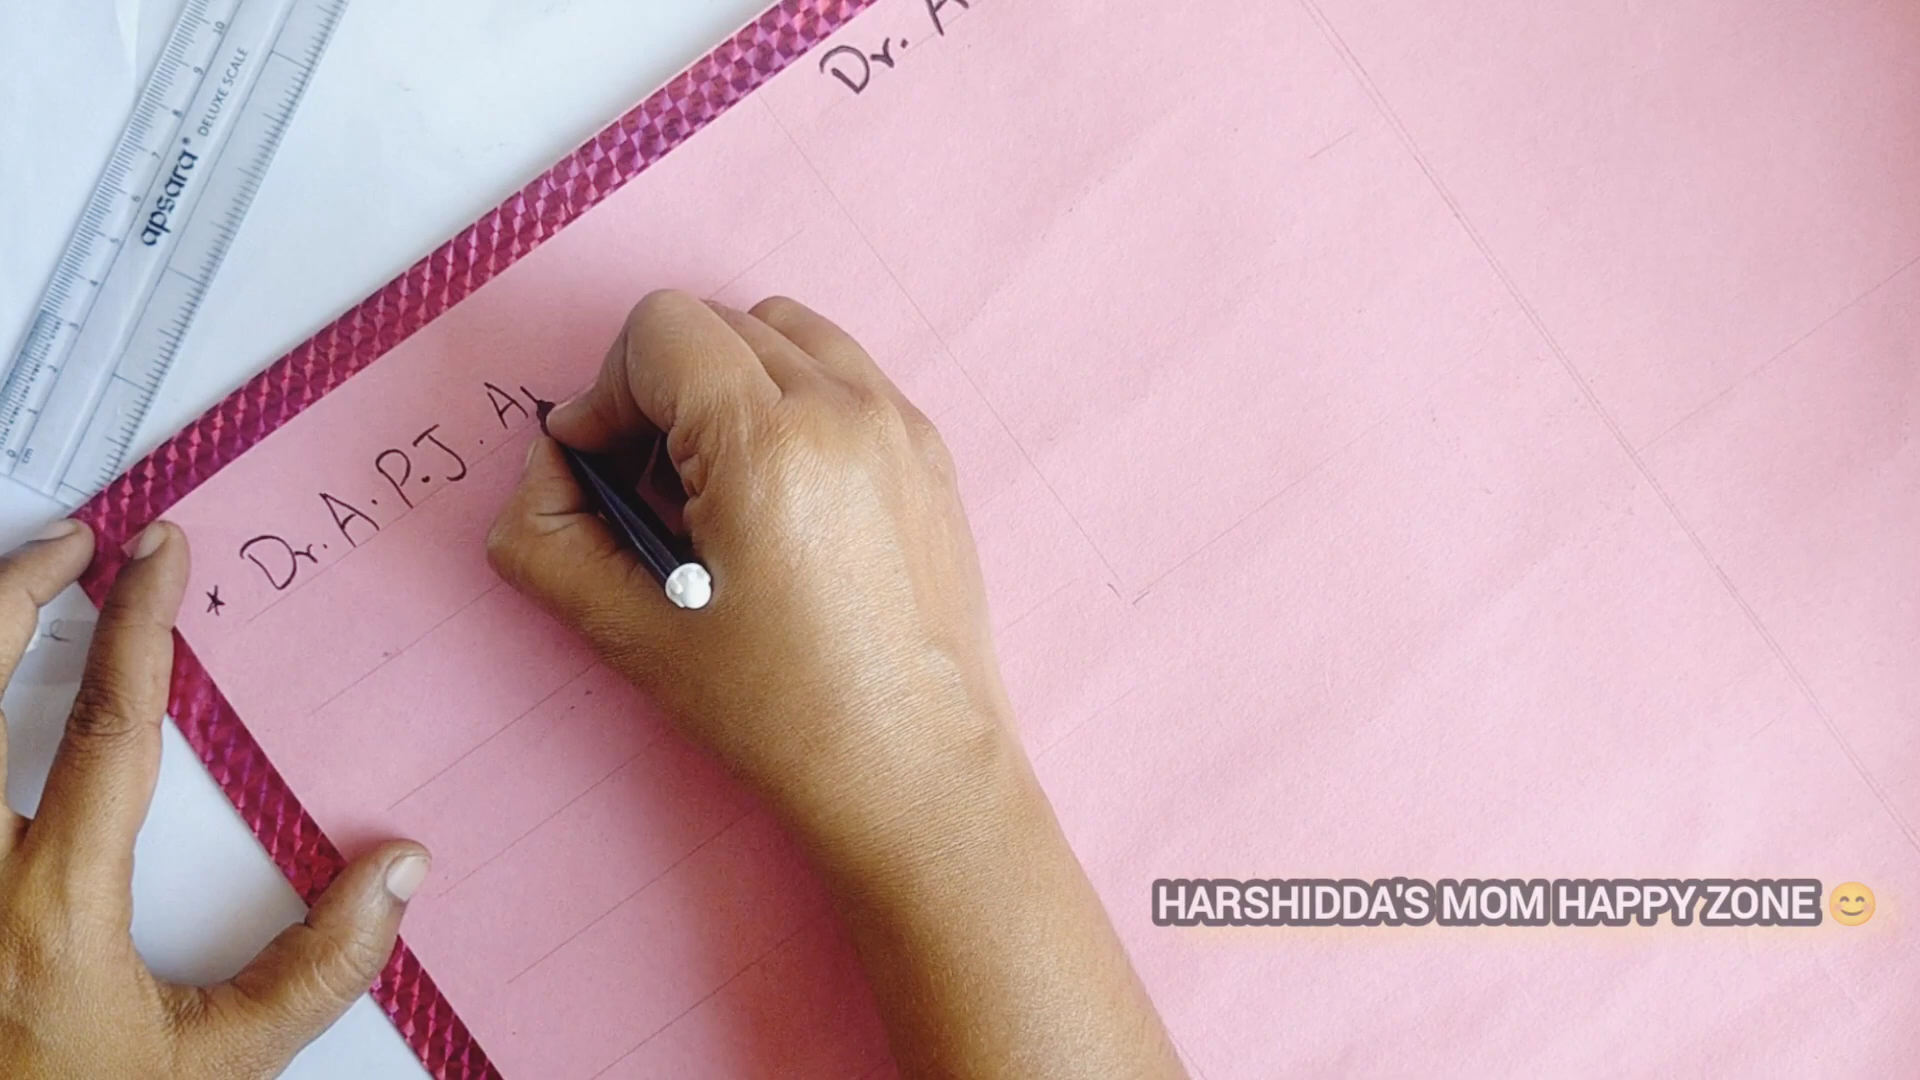 Dr. A
* Dr. A.P.J. A
apsara
DELUXE SCALE
HARSHIDDA'S MOM HAPPY ZONE 😊